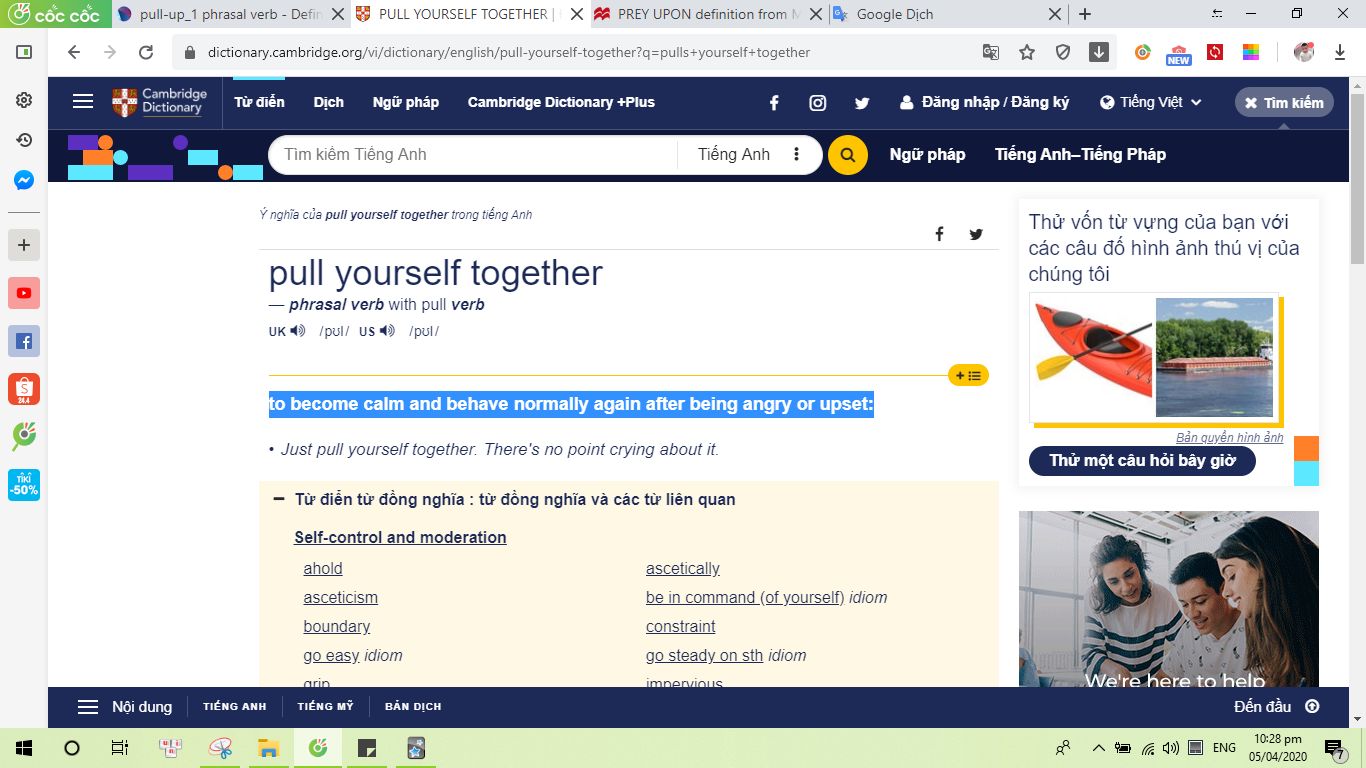 cốc cốc
pull-up_1 phrasal verb - Defin
PULL YOURSELF TOGETHER |
PREY UPON definition from M
Google Dịch
dictionary.cambridge.org/vi/dictionary/english/pull-yourself-together?q=pulls+yourself+together
NEW
Cambridge
Dictionary
Từ điển
Dịch
Ngữ pháp
Cambridge Dictionary +Plus
Đăng nhập / Đăng ký
Tiếng Việt
Tìm kiếm
Tìm kiếm Tiếng Anh
Tiếng Anh
Ngữ pháp
Tiếng Anh–Tiếng Pháp
Ý nghĩa của pull yourself together trong tiếng Anh
pull yourself together
— phrasal verb with pull verb
UK /pʊl/ US /pʊl/
to become calm and behave normally again after being angry or upset:
• Just pull yourself together. There's no point crying about it.
Từ điển từ đồng nghĩa : từ đồng nghĩa và các từ liên quan
Self-control and moderation
ahold
ascetically
asceticism
be in command (of yourself) idiom
boundary
constraint
go easy idiom
go steady on sth idiom
grip
impervious
Thử vốn từ vựng của bạn với
các câu đố hình ảnh thú vị của
chúng tôi
Bản quyền hình ảnh
Thử một câu hỏi bây giờ
We're here to help
S
24.4
TIKI
-50%
Nội dung
TIẾNG ANH
TIẾNG MỸ
BẢN DỊCH
Đến đầu
ENG
10:28 pm
05/04/2020
7